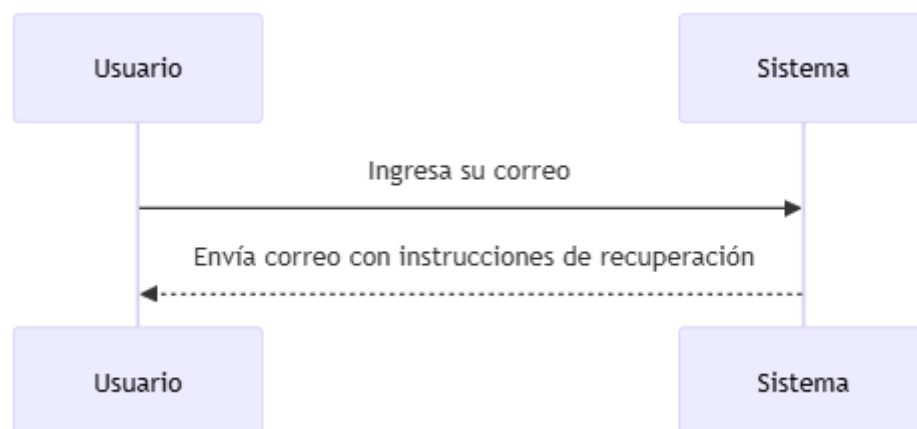 Usuario
Sistema
Ingresa su correo
Envía correo con instrucciones de recuperación
Usuario
Sistema